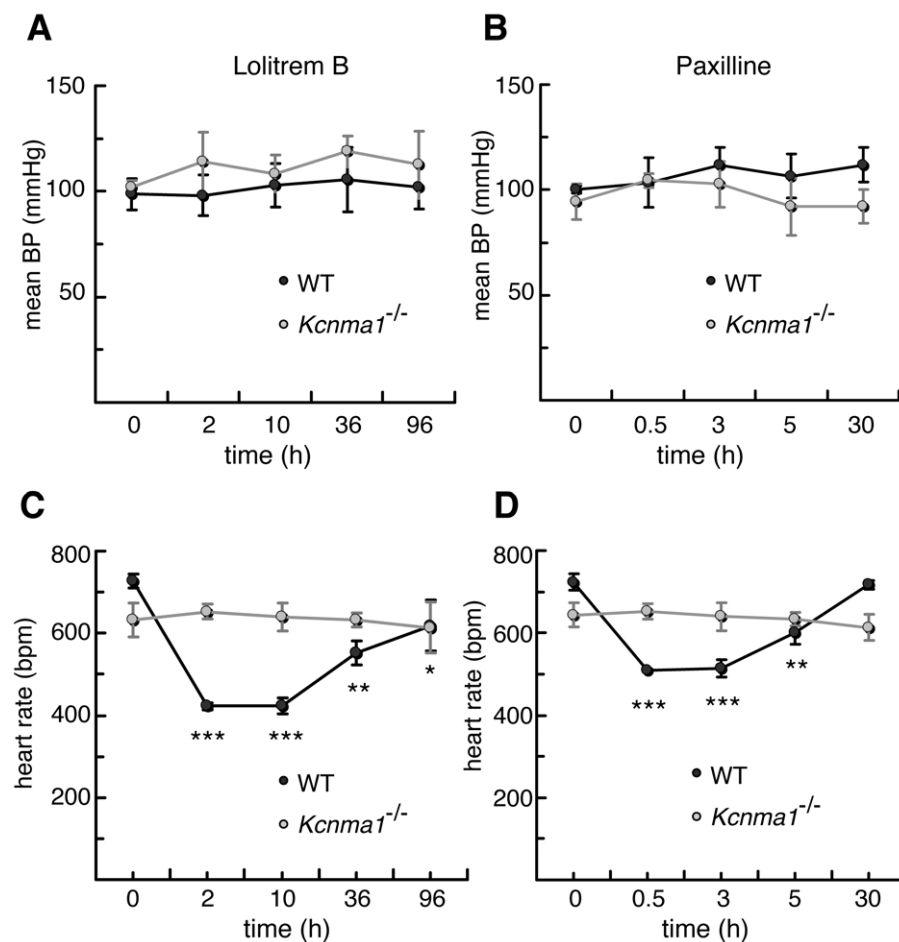 A
Lolitrem B
150
100
50
mean BP (mmHg)
WT
Kcnma1-/-
0 2 10 36 96
time (h)
B
Paxilline
150
100
50
mean BP (mmHg)
WT
Kcnma1-/-
0 0.5 3 5 30
time (h)
C
800
600
400
200
heart rate (bpm)
*** *** ** *
WT
Kcnma1-/-
0 2 10 36 96
time (h)
D
800
600
400
200
heart rate (bpm)
*** *** **
WT
Kcnma1-/-
0 0.5 3 5 30
time (h)